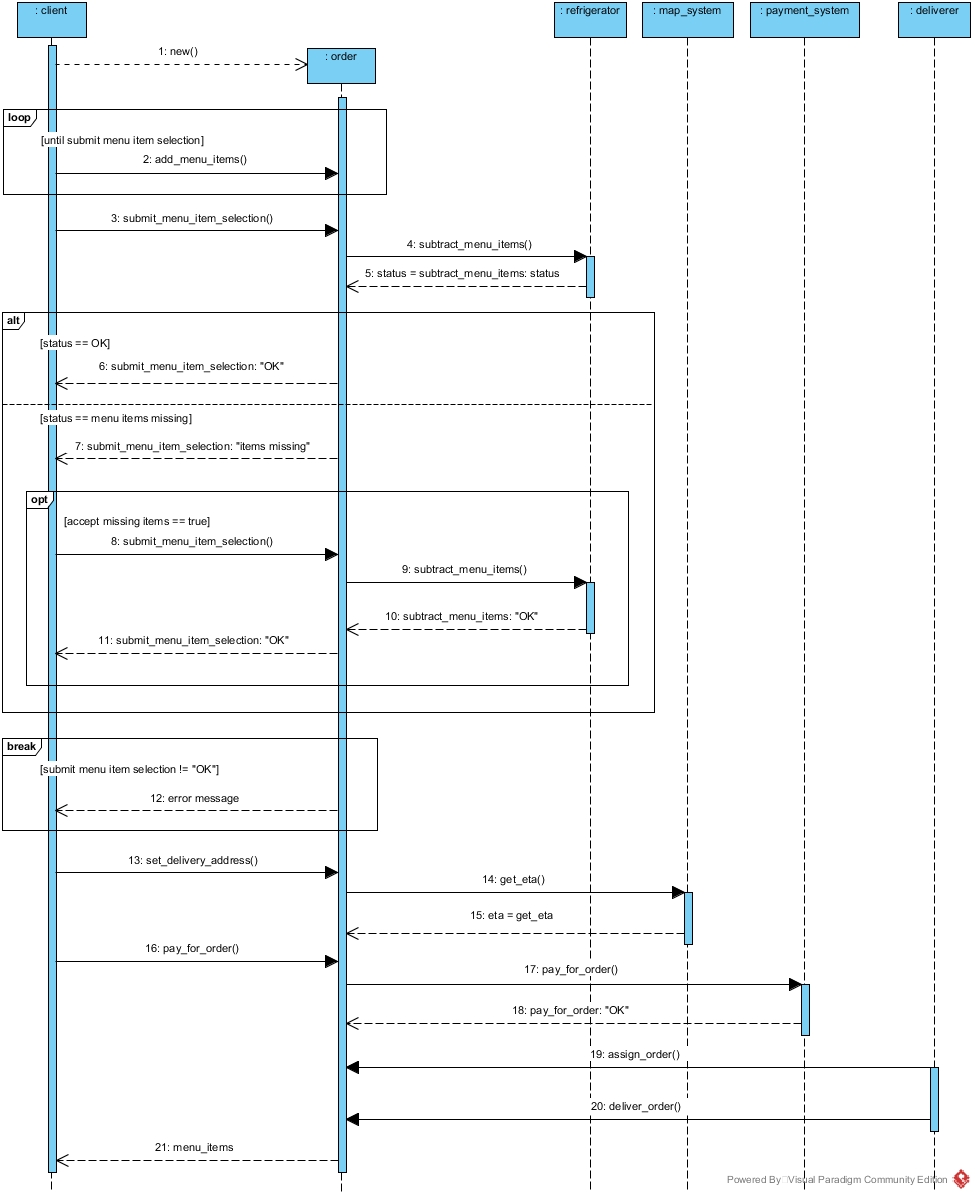 : client
: refrigerator
: map_system
: payment_system
: deliverer
1: new()
: order
loop
[until submit menu item selection]
2: add_menu_items()
3: submit_menu_item_selection()
4: subtract_menu_items()
5: status = subtract_menu_items: status
alt
[status == OK]
6: submit_menu_item_selection: "OK"
[status == menu items missing]
7: submit_menu_item_selection: "items missing"
opt
[accept missing items == true]
8: submit_menu_item_selection()
9: subtract_menu_items()
10: subtract_menu_items: "OK"
11: submit_menu_item_selection: "OK"
break
[submit menu item selection != "OK"]
12: error message
13: set_delivery_address()
14: get_eta()
15: eta = get_eta
16: pay_for_order()
17: pay_for_order()
18: pay_for_order: "OK"
19: assign_order()
20: deliver_order()
21: menu_items
Powered By Visual Paradigm Community Edition